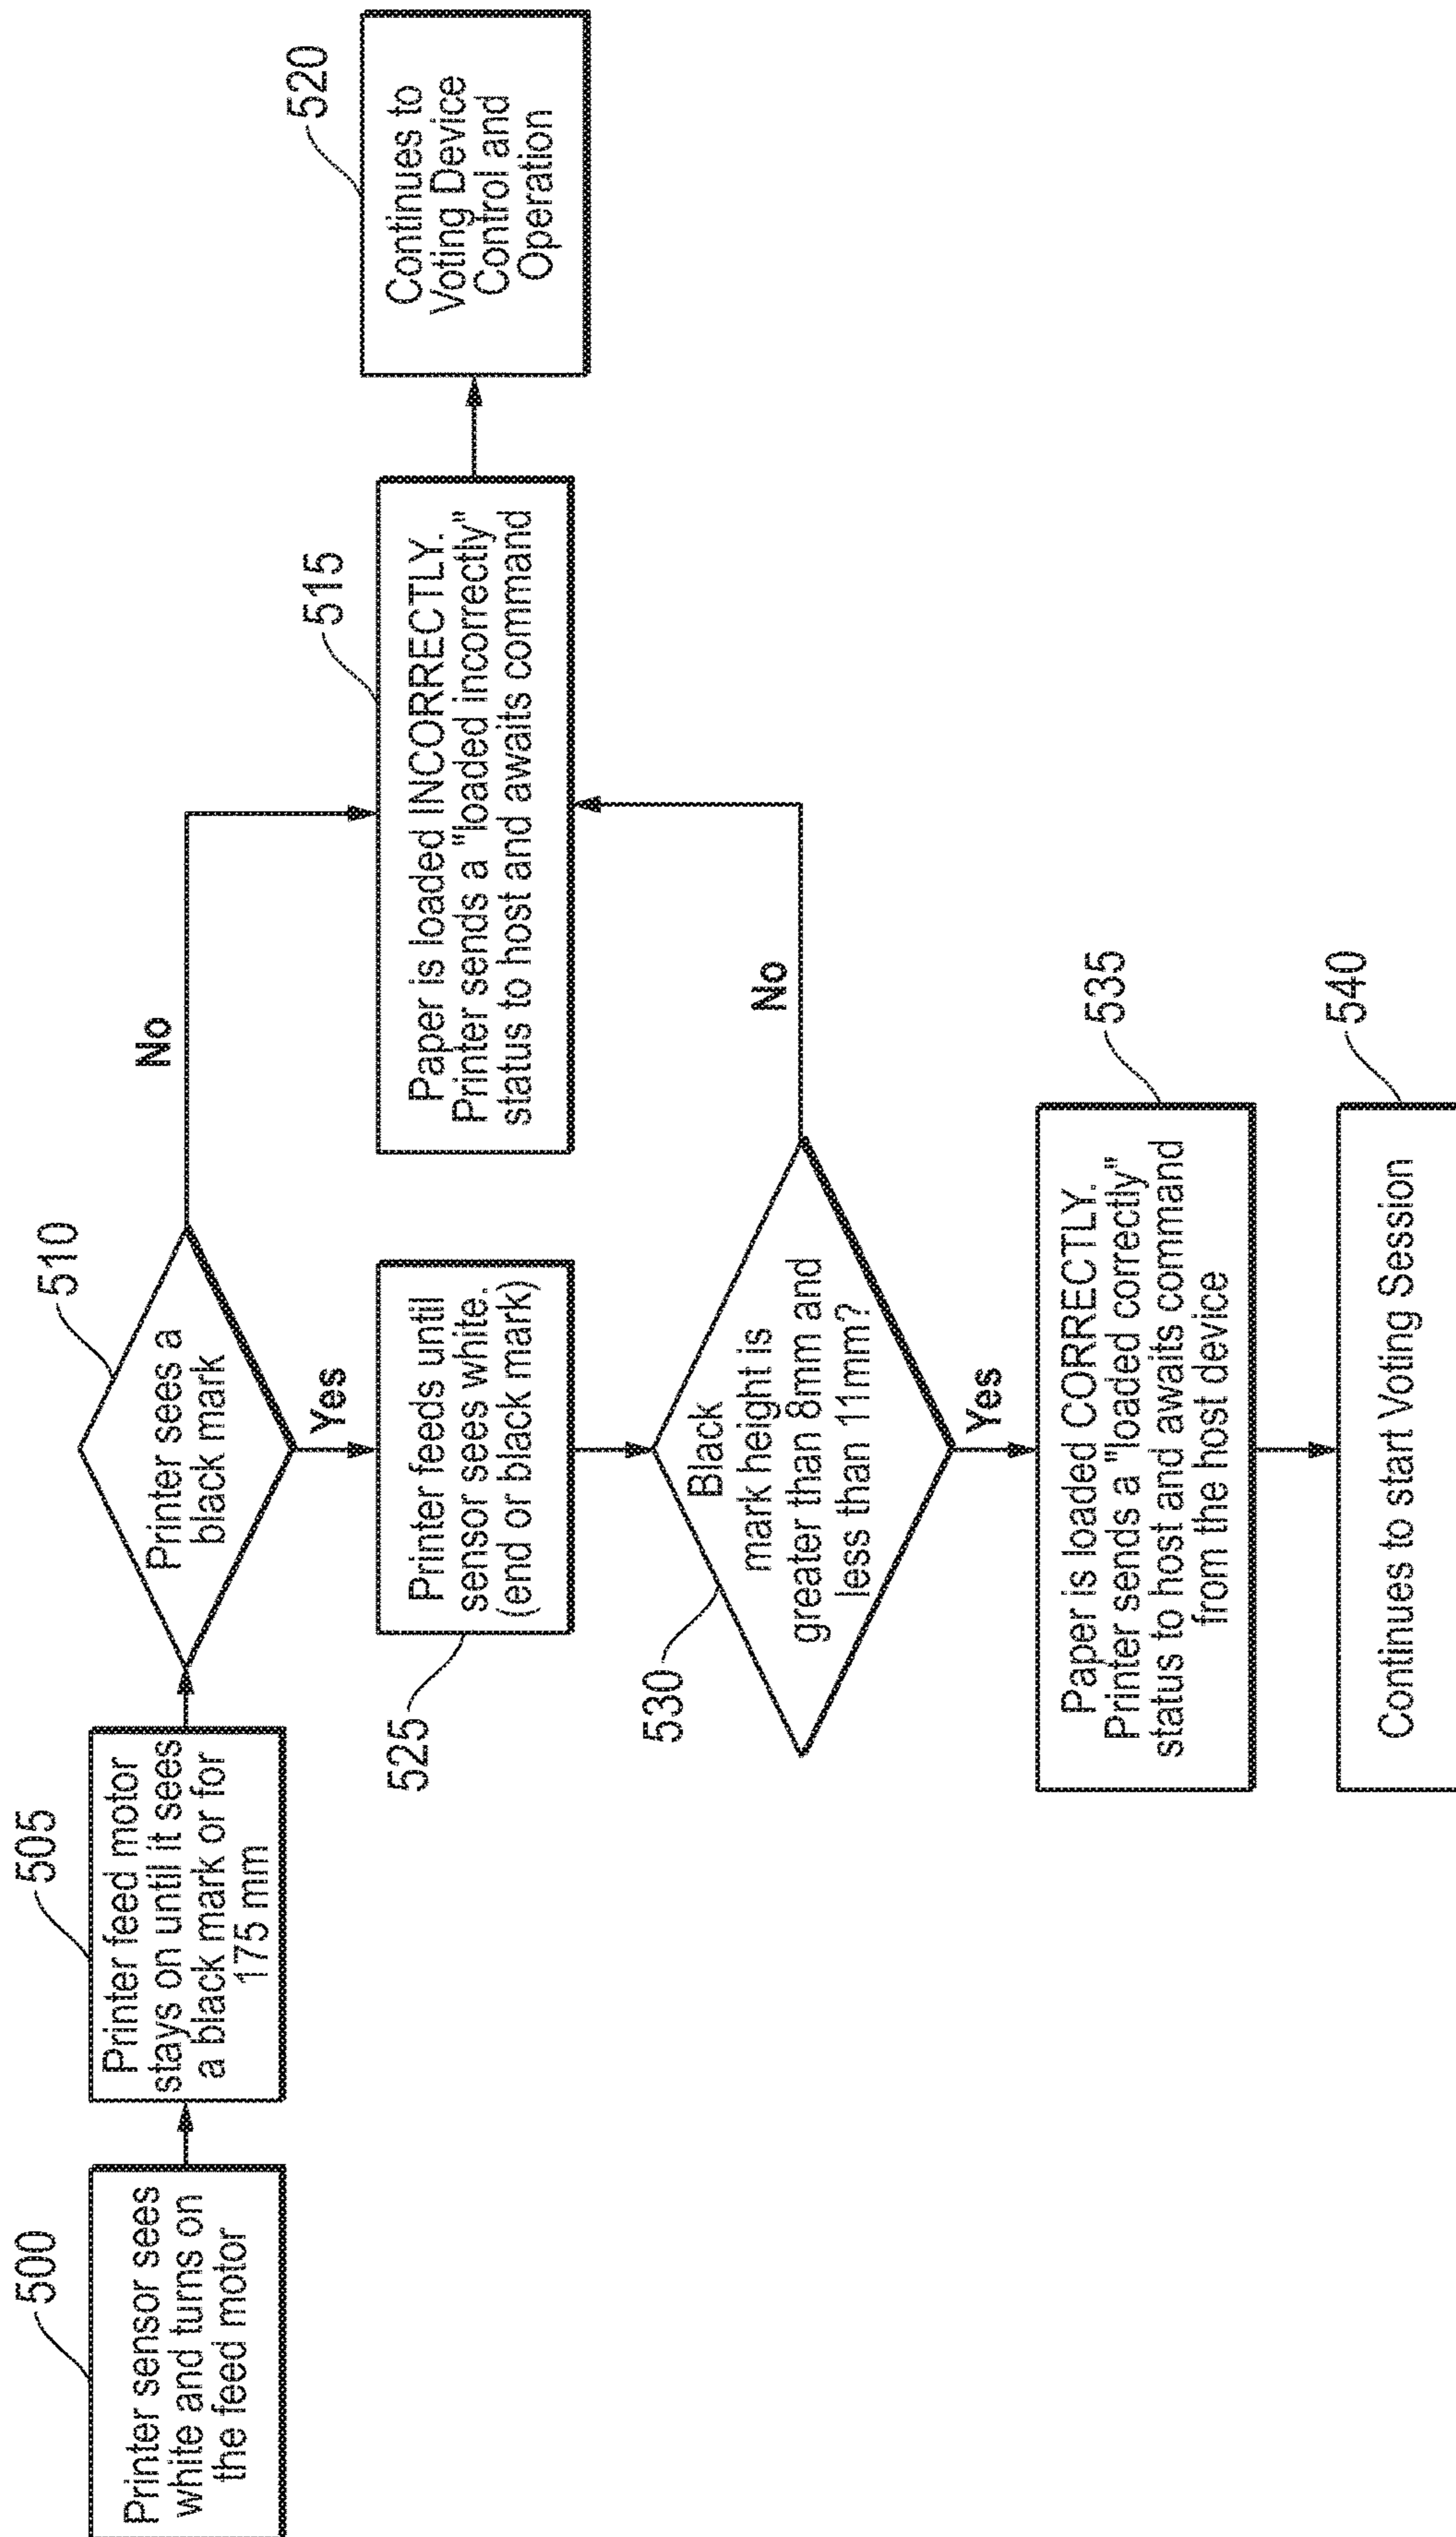 500
Printer sensor sees
white and turns on
the feed motor
505
Printer feed motor
stays on until it sees
a black mark or for
175 mm
510
Printer sees a
black mark
No
Yes
515
Paper is loaded INCORRECTLY.
Printer sends a "loaded incorrectly"
status to host and awaits command
520
Continues to
Voting Device
Control and
Operation
525
Printer feeds until
sensor sees white.
(end or black mark)
530
Black
mark height is
greater than 8mm and
less than 11mm?
No
Yes
535
Paper is loaded CORRECTLY.
Printer sends a "loaded correctly"
status to host and awaits command
from the host device
540
Continues to start Voting Session